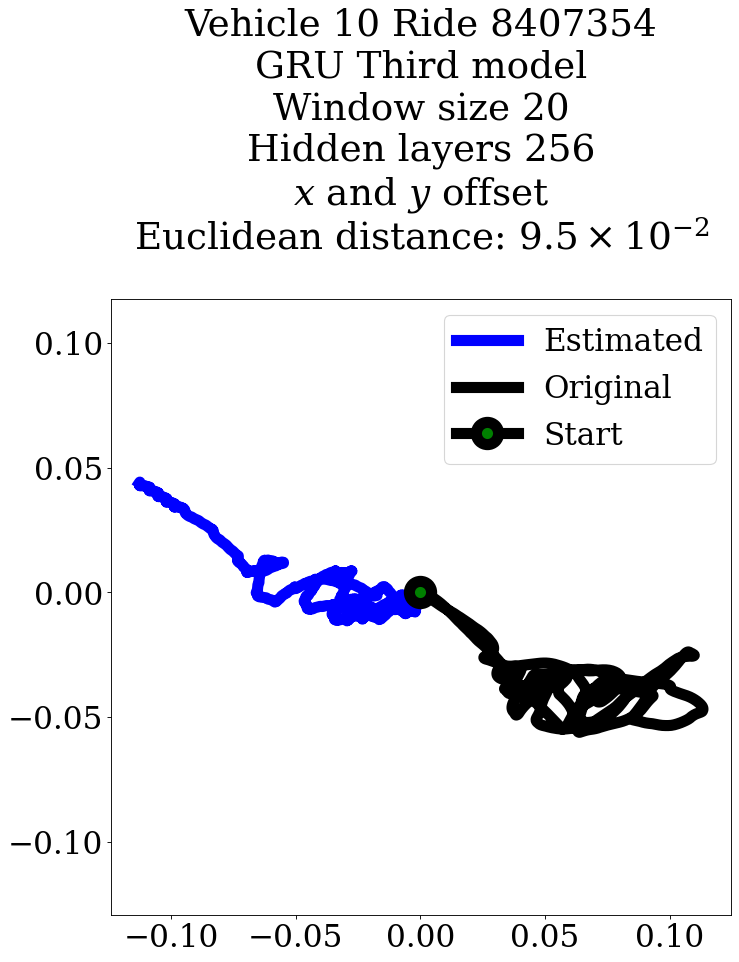 Vehicle 10 Ride 8407354
GRU Third model
Window size 20
Hidden layers 256
x and y offset
Euclidean distance: 9.5 × 10⁻²
Estimated
Original
Start
0.10
0.05
0.00
−0.05
−0.10
−0.10 −0.05 0.00 0.05 0.10